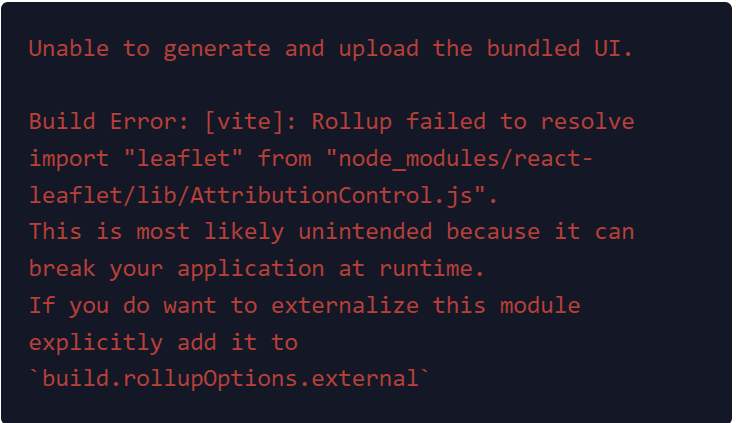 Unable to generate and upload the bundled UI.
Build Error: [vite]: Rollup failed to resolve
import "leaflet" from "node_modules/react-
leaflet/lib/AttributionControl.js".
This is most likely unintended because it can
break your application at runtime.
If you do want to externalize this module
explicitly add it to
`build.rollupOptions.external`